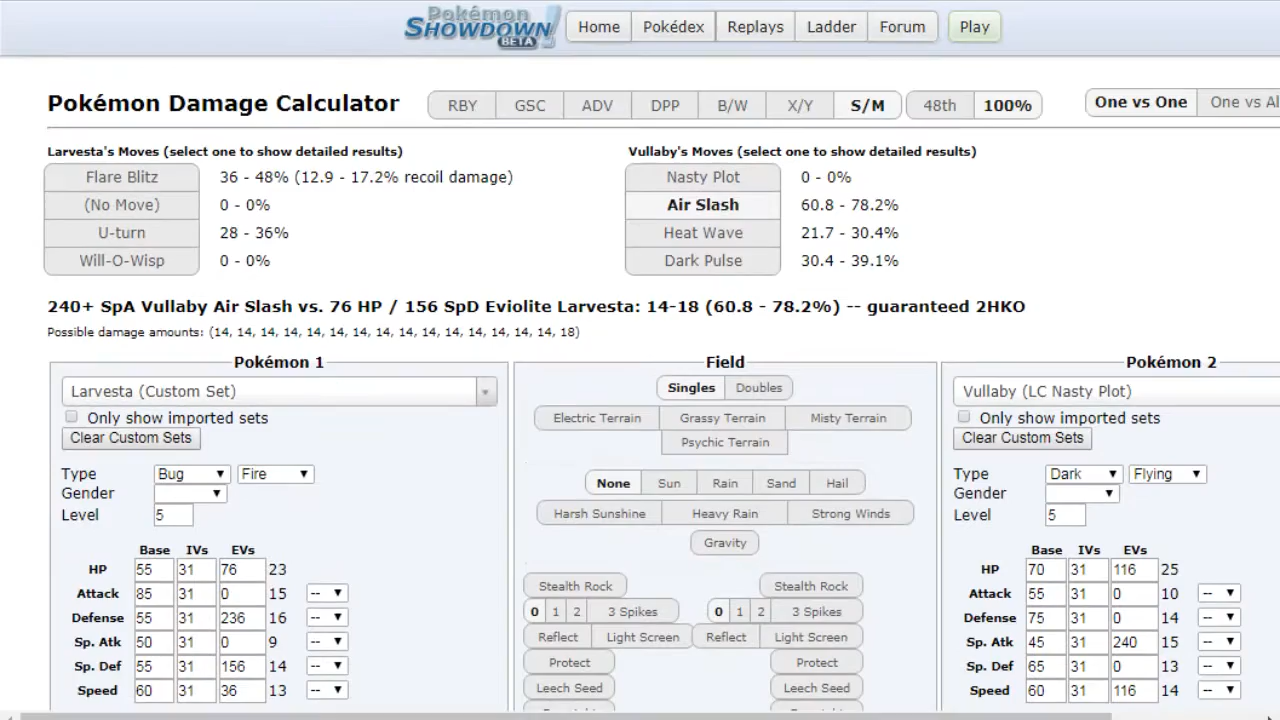 Pokémon
SHOWDOWN!
BETA
Home Pokédex Replays Ladder Forum Play
Pokémon Damage Calculator RBY GSC ADV DPP B/W X/Y S/M 48th 100% One vs One One vs Al
Larvesta's Moves (select one to show detailed results) Vullaby's Moves (select one to show detailed results)
Flare Blitz 36 - 48% (12.9 - 17.2% recoil damage) Nasty Plot 0 - 0%
(No Move) 0 - 0% Air Slash 60.8 - 78.2%
U-turn 28 - 36% Heat Wave 21.7 - 30.4%
Will-O-Wisp 0 - 0% Dark Pulse 30.4 - 39.1%
240+ SpA Vullaby Air Slash vs. 76 HP / 156 SpD Eviolite Larvesta: 14-18 (60.8 - 78.2%) -- guaranteed 2HKO
Possible damage amounts: (14, 14, 14, 14, 14, 14, 14, 14, 14, 14, 14, 14, 14, 14, 14, 18)
Pokémon 1 Field Pokémon 2
Larvesta (Custom Set) Singles Doubles Vullaby (LC Nasty Plot)
Only show imported sets Electric Terrain Grassy Terrain Misty Terrain Only show imported sets
Clear Custom Sets Psychic Terrain Clear Custom Sets
Type Bug Fire None Sun Rain Sand Hail Type Dark Flying
Gender Gender
Level 5 Harsh Sunshine Heavy Rain Strong Winds Level 5
Gravity
Base IVs EVs Base IVs EVs
HP 55 31 76 23 HP 70 31 116 25
Stealth Rock Stealth Rock
Attack 85 31 0 15 -- Attack 55 31 0 10 --
0 1 2 3 Spikes 0 1 2 3 Spikes
Defense 55 31 236 16 -- Defense 75 31 0 14 --
Reflect Light Screen Reflect Light Screen
Sp. Atk 50 31 0 9 -- Sp. Atk 45 31 240 15 --
Protect Protect
Sp. Def 55 31 156 14 -- Sp. Def 65 31 0 13 --
Leech Seed Leech Seed
Speed 60 31 36 13 -- Speed 60 31 116 14 --